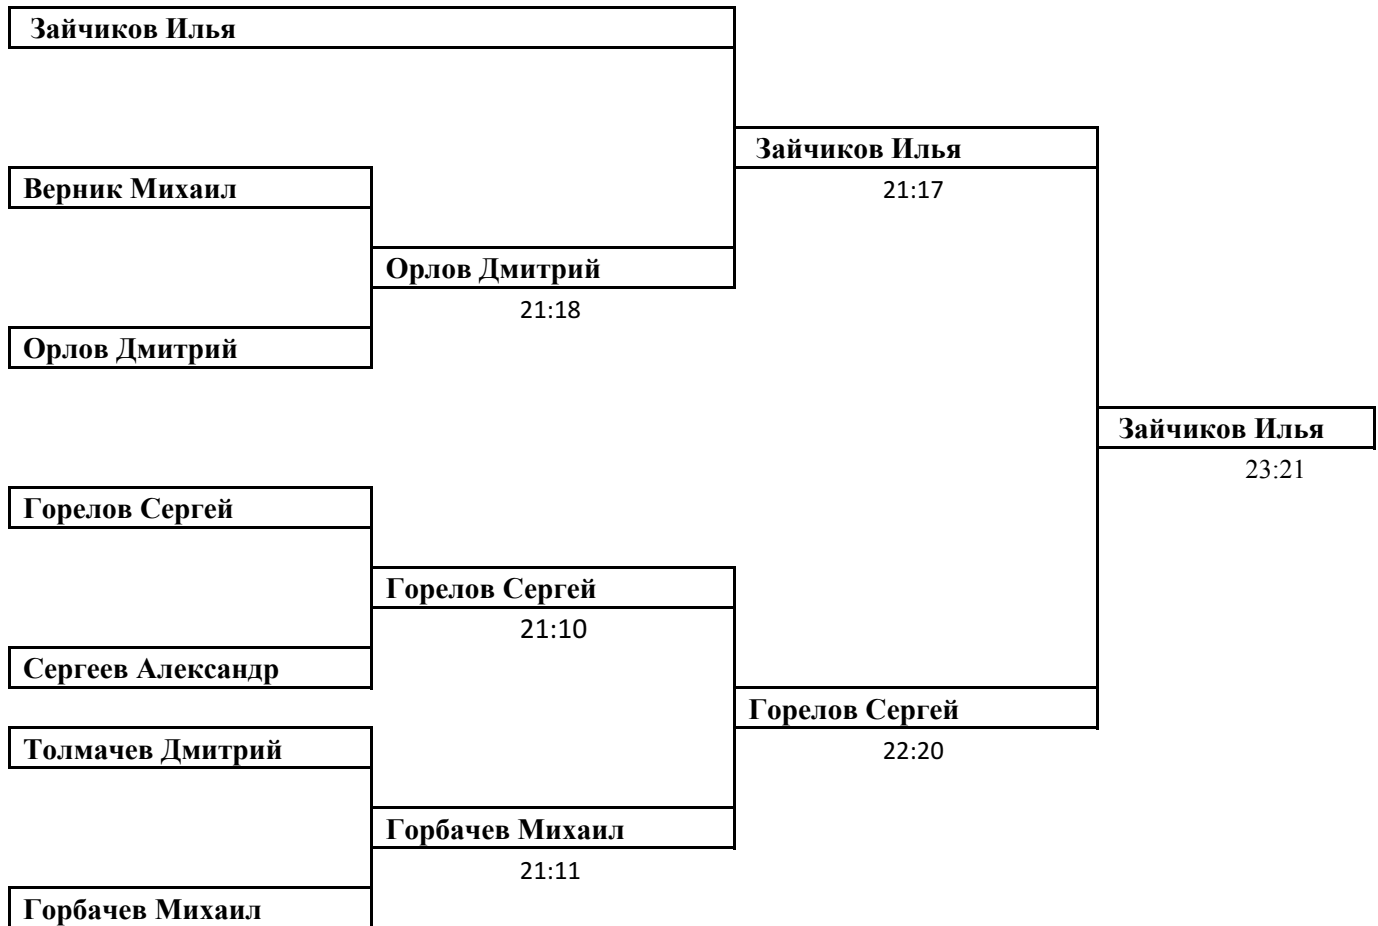 Зайчиков Илья
Зайчиков Илья
21:17
Верник Михаил
Орлов Дмитрий
21:18
Орлов Дмитрий
Зайчиков Илья
23:21
Горелов Сергей
Горелов Сергей
21:10
Сергеев Александр
Горелов Сергей
22:20
Толмачев Дмитрий
Горбачев Михаил
21:11
Горбачев Михаил